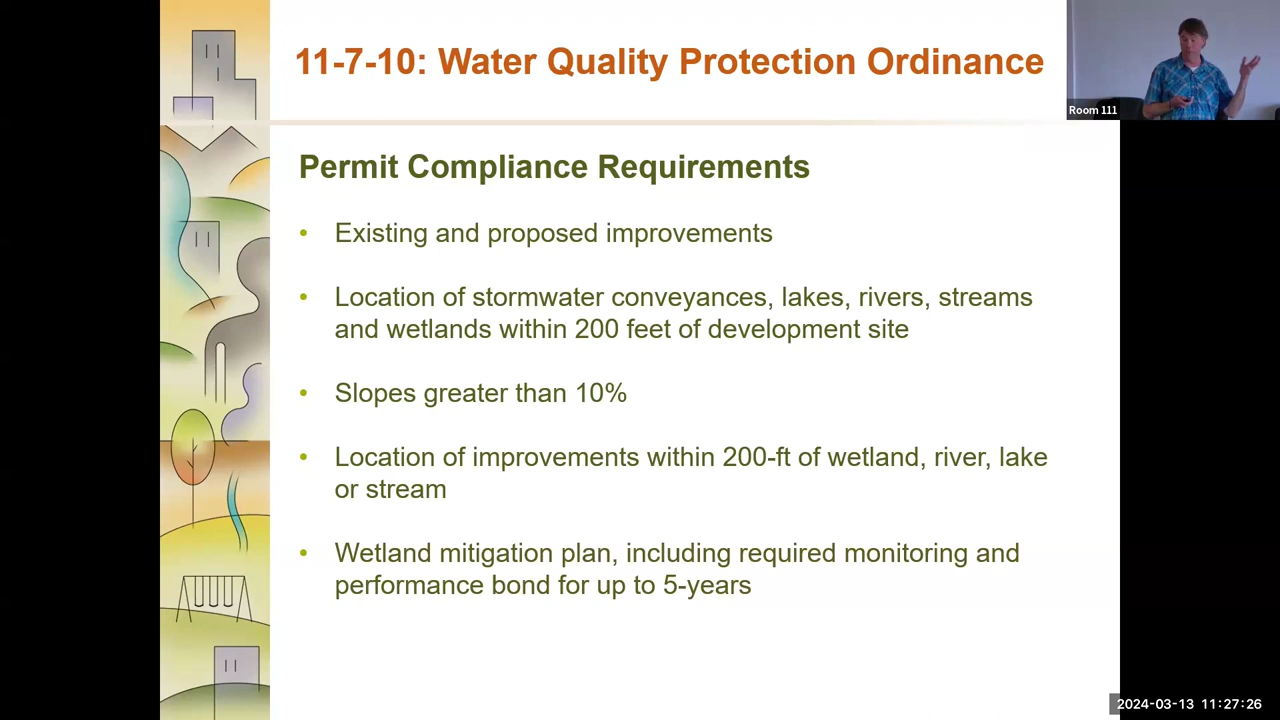 11-7-10: Water Quality Protection Ordinance
Room 111
Permit Compliance Requirements
• Existing and proposed improvements
• Location of stormwater conveyances, lakes, rivers, streams
and wetlands within 200 feet of development site
• Slopes greater than 10%
• Location of improvements within 200-ft of wetland, river, lake
or stream
• Wetland mitigation plan, including required monitoring and
performance bond for up to 5-years
2024-03-13 11:27:26